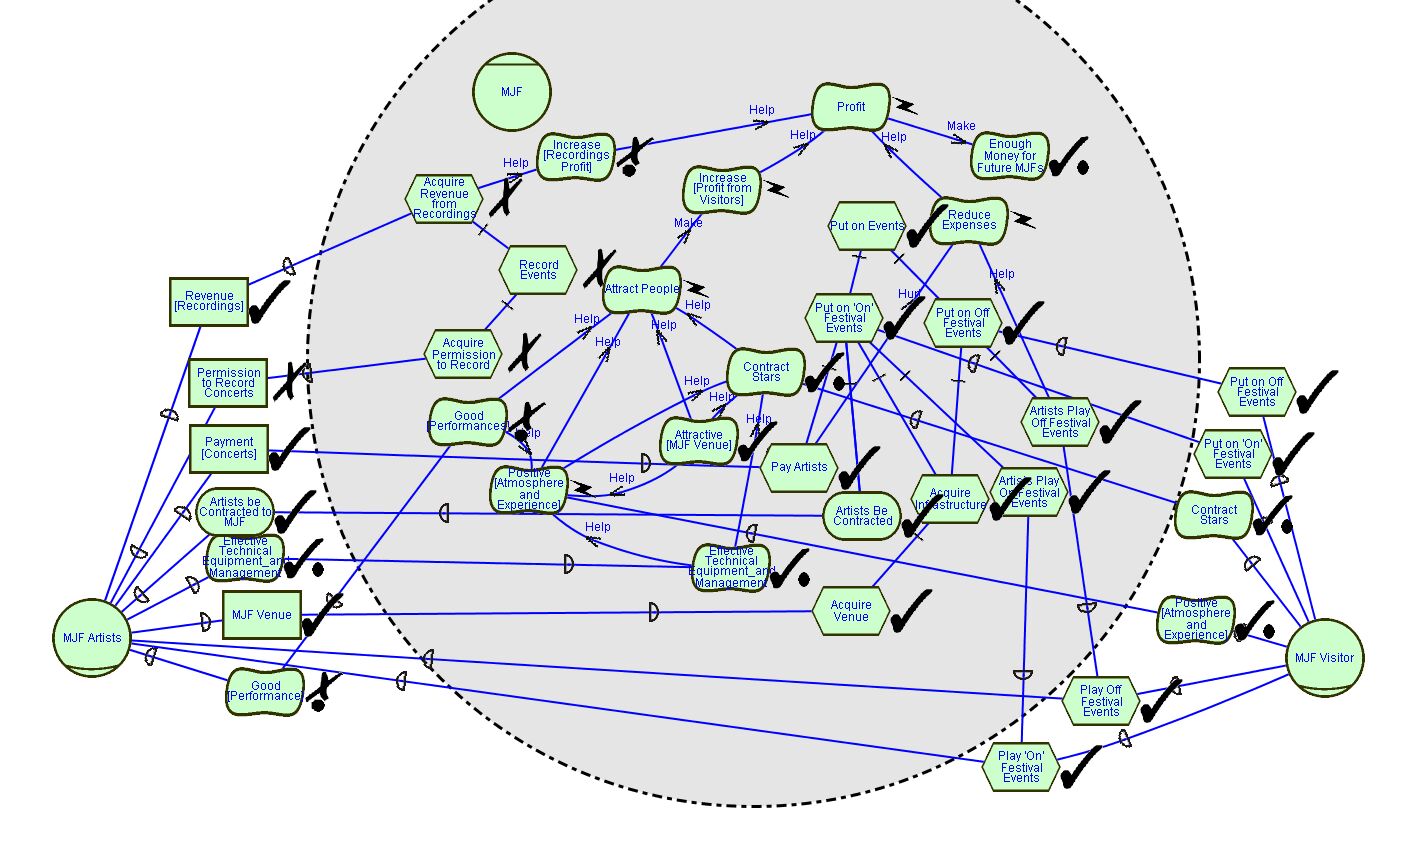 MJF
Profit
Help
Help
Make
Help
Increase
[Recordings
Profit]
Enough
Money for
Future MJFs
Help
Acquire
Revenue
from
Recordings
Increase
[Profit from
Visitors]
Put on Events
Reduce
Expenses
Make
Record
Events
Attract People
Help
Help
Put on 'On'
Festival
Events
Put on Off
Festival
Events
Revenue
[Recordings]
Help
Help
Help
Acquire
Permission
to Record
Contract
Stars
Permission
to Record
Concerts
Help
Help
Help
Put on Off
Festival
Events
Good
[Performances]
Attractive
[MJF Venue]
Artists Play
Off Festival
Events
Payment
[Concerts]
Put on 'On'
Festival
Events
Pay Artists
Help
Positive
[Atmosphere
and
Experience]
Artists be
Contracted to
MJF
Artists Be
Contracted
Acquire
Artists Play
Festival
Events
Contract
Stars
Help
Effective
Technical
Equipment_and
Management
Effective
Technical
Equipment_and
Management
MJF Venue
Acquire
Venue
Positive
[Atmosphere
and
Experience]
MJF Artists
MJF Visitor
Good
[Performance]
Play Off
Festival
Events
Play 'On'
Festival
Events